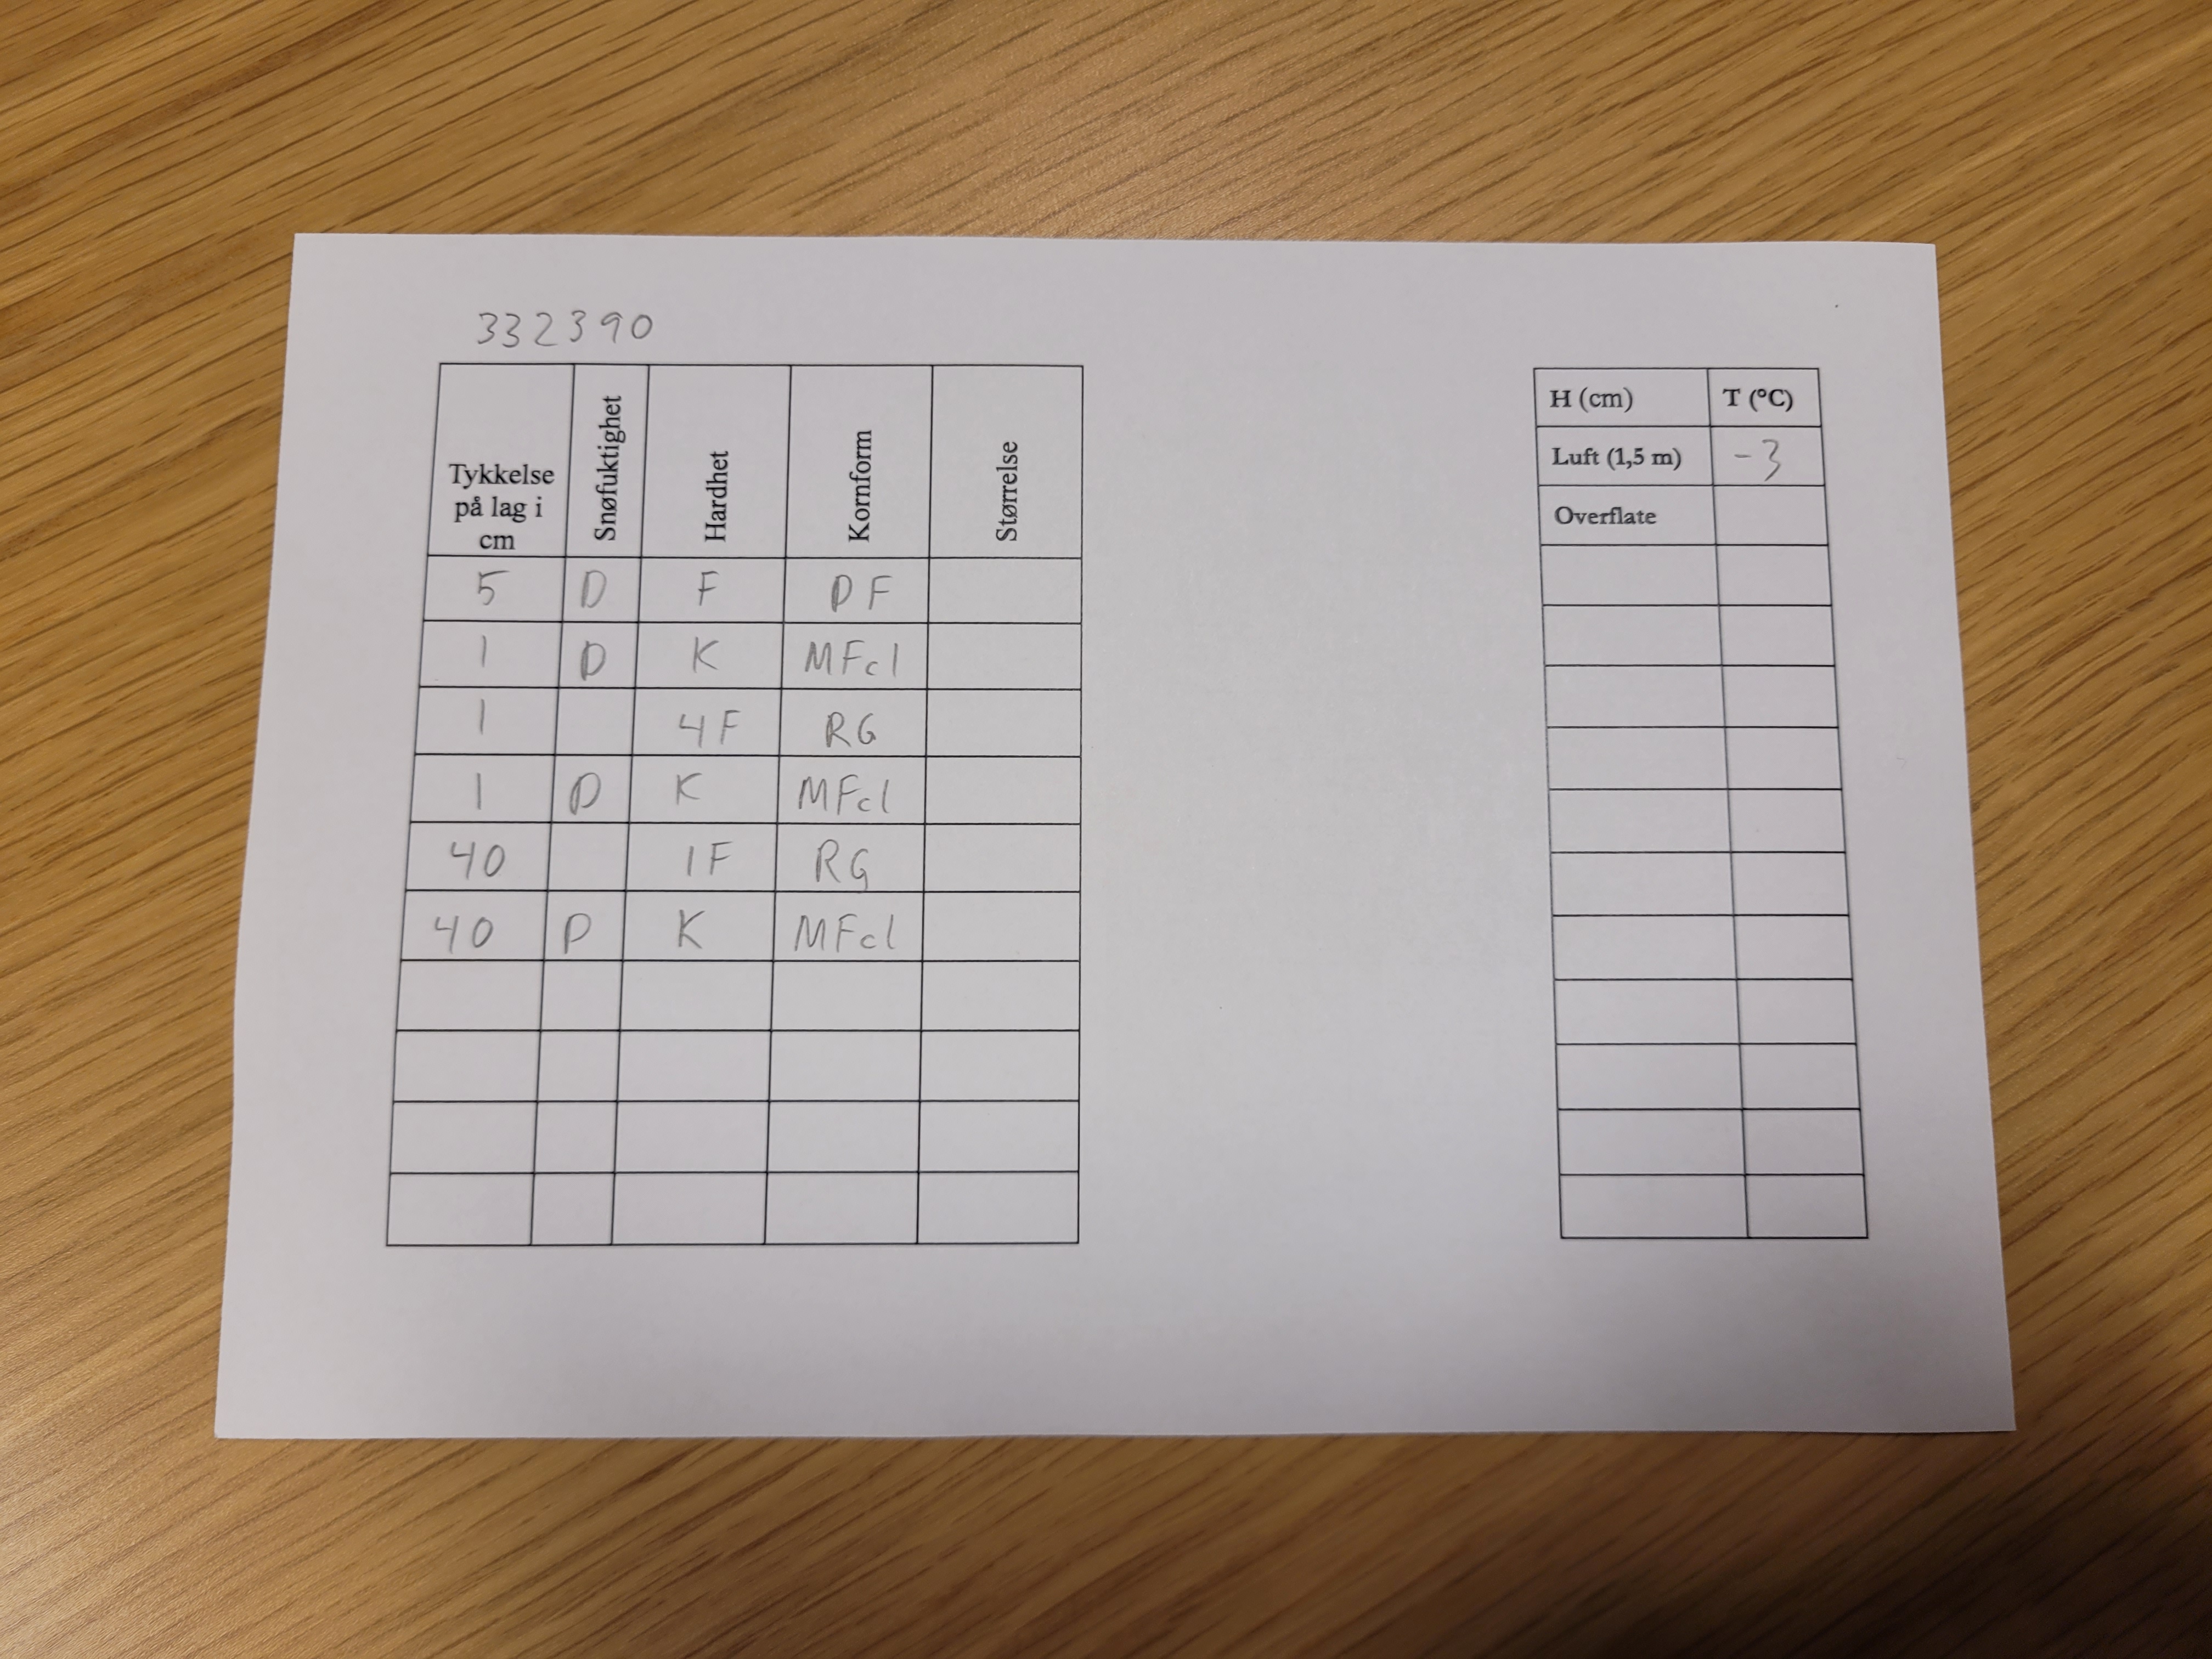 332390
Tykkelse på lag i cm Snøfuktighet Hardhet Kornform Størrelse
5 D F DF
1 D K MFcl
1 4F RG
1 D K MFcl
40 1F RG
40 D K MFcl
H (cm) T (°C)
Luft (1,5 m) -3
Overflate